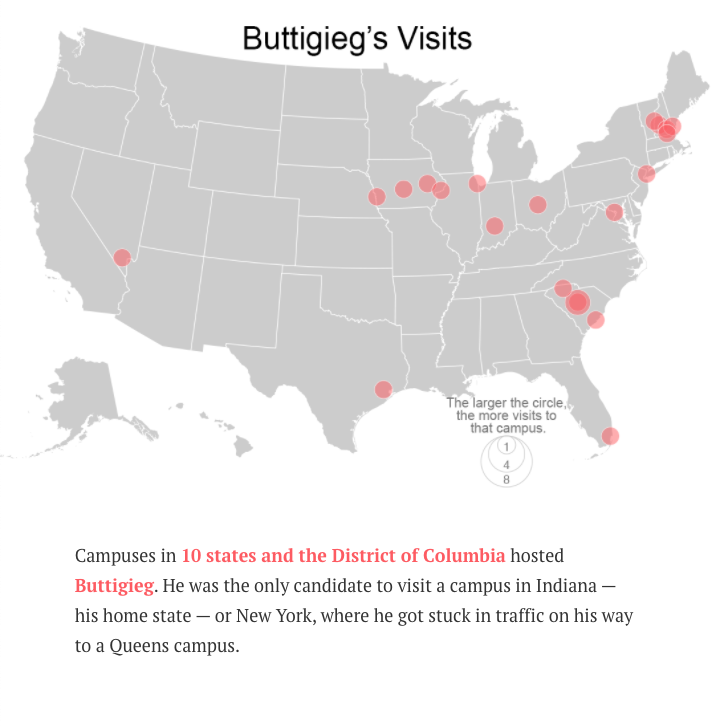 Buttigieg's Visits
The larger the circle,
the more visits to
that campus.
1
4
8
Campuses in 10 states and the District of Columbia hosted
Buttigieg. He was the only candidate to visit a campus in Indiana —
his home state — or New York, where he got stuck in traffic on his way
to a Queens campus.